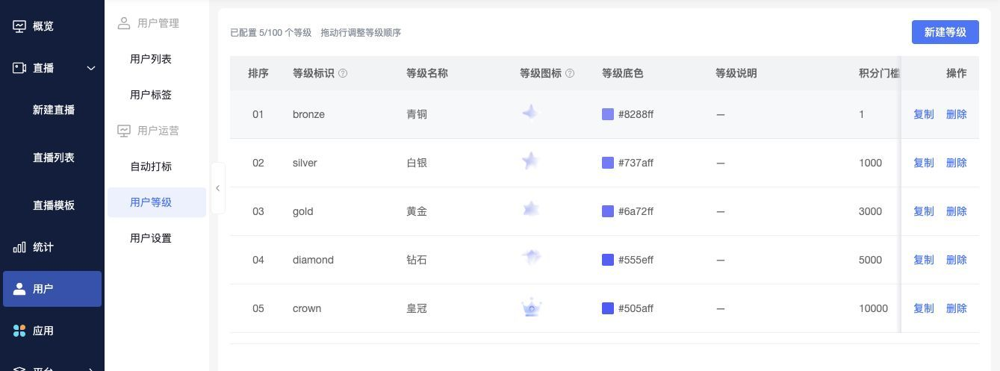 概览
直播
新建直播
直播列表
直播模板
统计
用户
应用
平台
用户管理
用户列表
用户标签
用户运营
自动打标
用户等级
用户设置
已配置 5/100 个等级 拖动行调整等级顺序
新建等级
排序 等级标识 等级名称 等级图标 等级底色 等级说明 积分门槛 操作
01 bronze 青铜 #8288ff — 1 复制 删除
02 silver 白银 #737aff — 1000 复制 删除
03 gold 黄金 #6a72ff — 3000 复制 删除
04 diamond 钻石 #555eff — 5000 复制 删除
05 crown 皇冠 #505aff — 10000 复制 删除